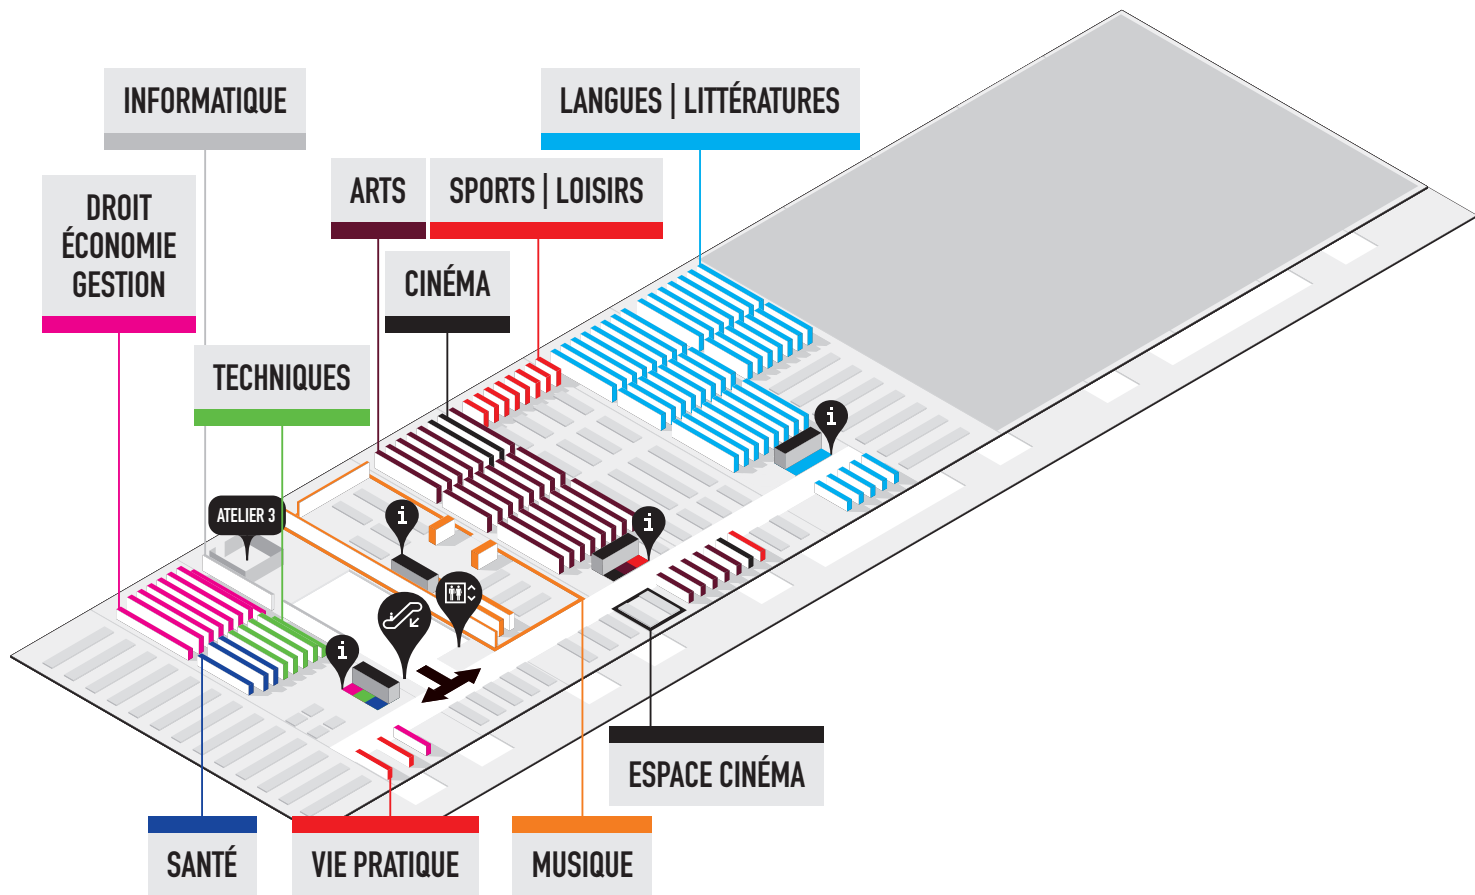 INFORMATIQUE
LANGUES | LITTÉRATURES
DROIT
ÉCONOMIE
GESTION
ARTS
SPORTS | LOISIRS
CINÉMA
TECHNIQUES
ATELIER 3
i
i
i
i
ESPACE CINÉMA
SANTÉ
VIE PRATIQUE
MUSIQUE